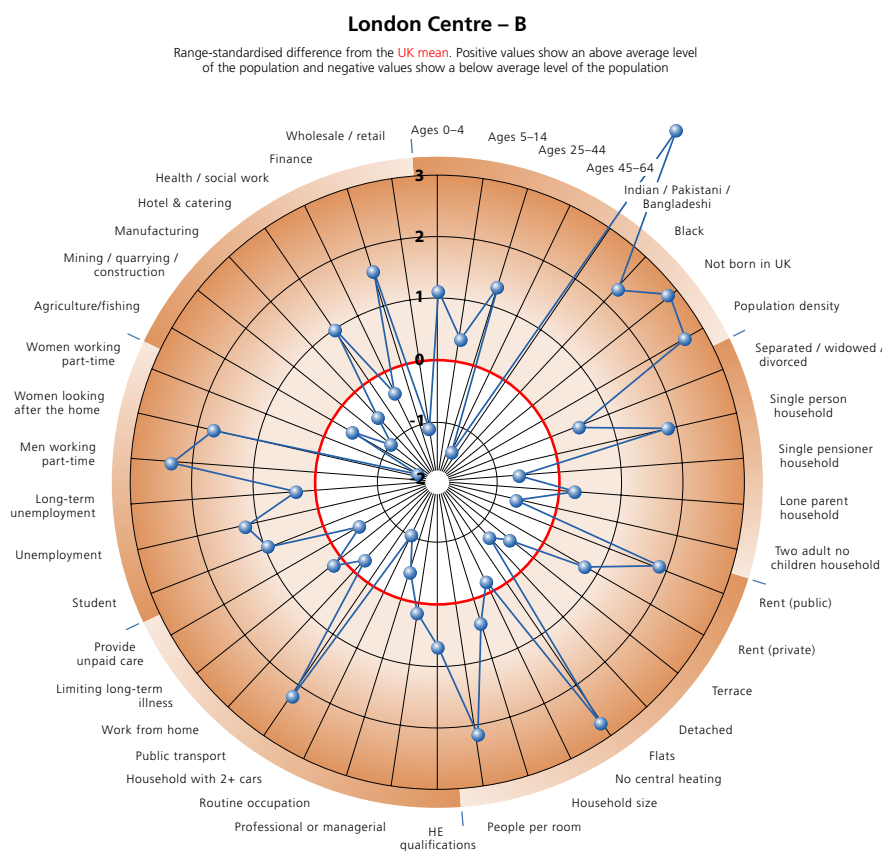 London Centre – B
Range-standardised difference from the UK mean. Positive values show an above average level
of the population and negative values show a below average level of the population
Ages 0–4
Ages 5–14
Ages 25–44
Ages 45–64
Indian / Pakistani /
Bangladeshi
Black
Not born in UK
Population density
Separated / widowed /
divorced
Single person
household
Single pensioner
household
Lone parent
household
Two adult no
children household
Rent (public)
Rent (private)
Terrace
Detached
Flats
No central heating
Household size
People per room
HE
qualifications
Professional or managerial
Routine occupation
Household with 2+ cars
Public transport
Work from home
Limiting long-term
illness
Provide
unpaid care
Student
Unemployment
Long-term
unemployment
Men working
part-time
Women looking
after the home
Women working
part-time
Agriculture/fishing
Mining / quarrying /
construction
Manufacturing
Hotel & catering
Health / social work
Finance
Wholesale / retail
3
2
1
0
-1
-2